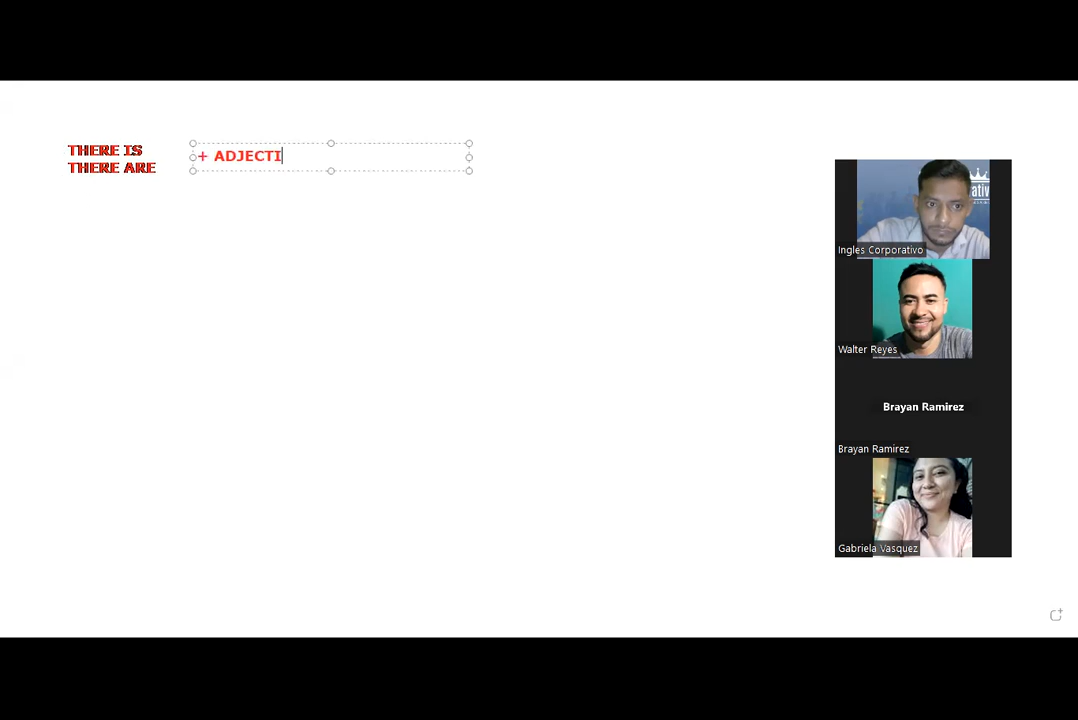 THERE IS
THERE ARE
+ ADJECTI
Ingles Corporativo
Walter Reyes
Brayan Ramirez
Brayan Ramirez
Gabriela Vasquez